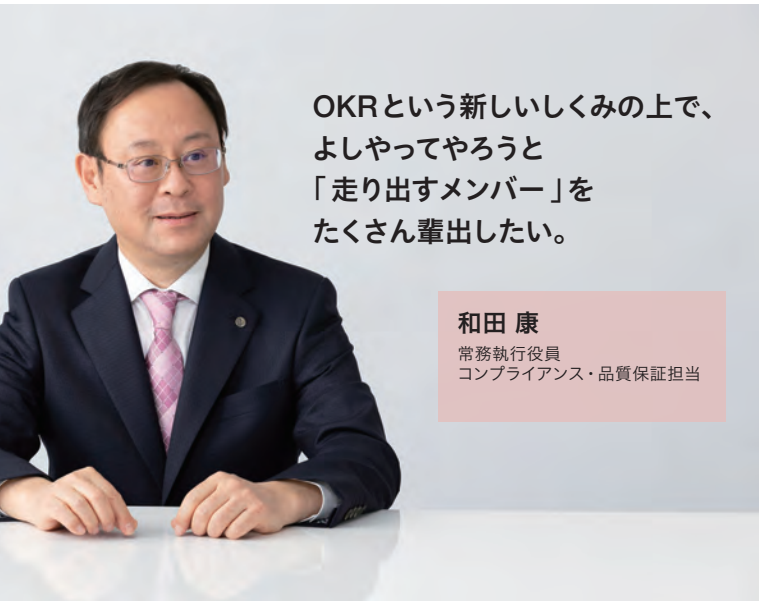 OKRという新しいしくみの上で、
よしやってやろうと
「走り出すメンバー」を
たくさん輩出したい。
和田 康
常務執行役員
コンプライアンス・品質保証担当